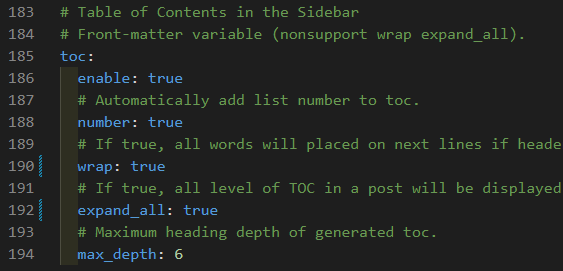 183 # Table of Contents in the Sidebar
184 # Front-matter variable (nonsupport wrap expand_all).
185 toc:
186 enable: true
187 # Automatically add list number to toc.
188 number: true
189 # If true, all words will placed on next lines if heade
190 wrap: true
191 # If true, all level of TOC in a post will be displayed
192 expand_all: true
193 # Maximum heading depth of generated toc.
194 max_depth: 6